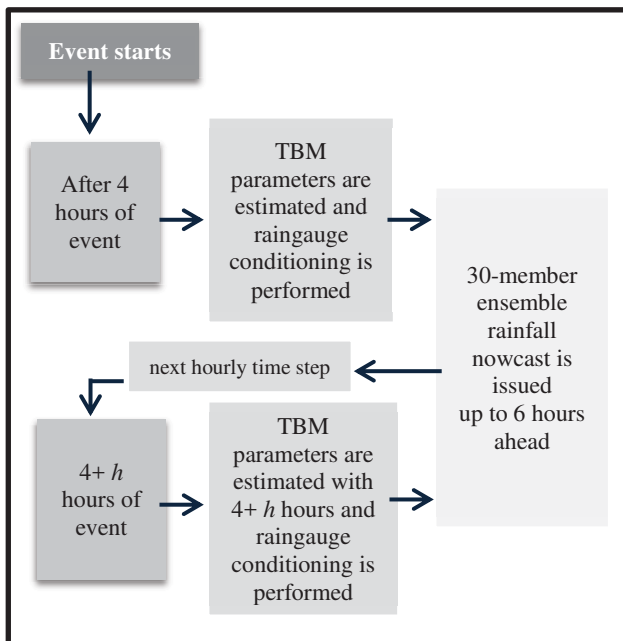 Event starts
After 4
hours of
event
TBM
parameters are
estimated and
raingauge
conditioning is
performed
30-member
ensemble
rainfall
nowcast is
issued
up to 6 hours
ahead
next hourly time step
4+ h
hours of
event
TBM
parameters are
estimated with
4+ h hours and
raingauge
conditioning is
performed